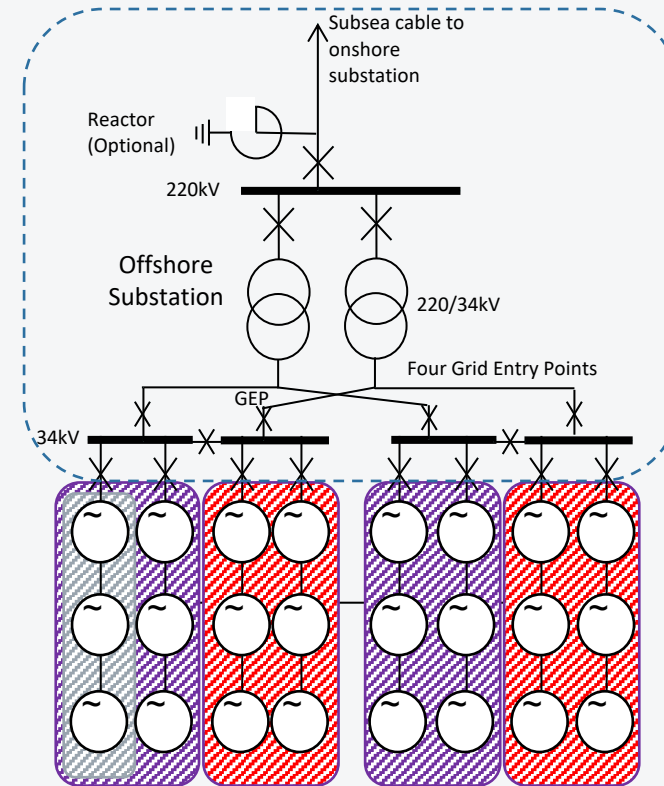 Subsea cable to
onshore
substation
Reactor
(Optional)
220kV
Offshore
Substation
220/34kV
Four Grid Entry Points
GEP
34kV
~ ~ ~ ~ ~ ~ ~ ~
~ ~ ~ ~ ~ ~ ~ ~
~ ~ ~ ~ ~ ~ ~ ~